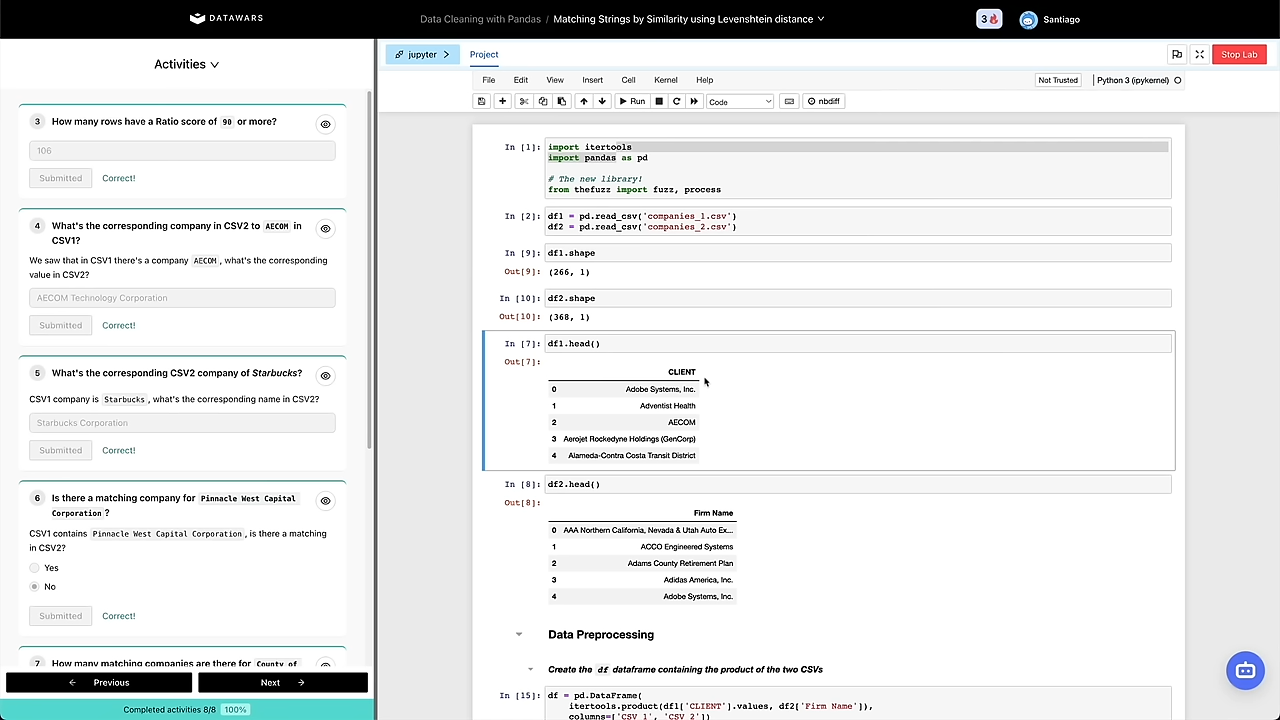 DATAWARS
Data Cleaning with Pandas / Matching Strings by Similarity using Levenshtein distance
3
Santiago
Activities
3 How many rows have a Ratio score of 90 or more?
106
Submitted Correct!
4 What's the corresponding company in CSV2 to AECOM in
CSV1?
We saw that in CSV1 there's a company AECOM, what's the corresponding
value in CSV2?
AECOM Technology Corporation
Submitted Correct!
5 What's the corresponding CSV2 company of Starbucks?
CSV1 company is Starbucks, what's the corresponding name in CSV2?
Starbucks Corporation
Submitted Correct!
6 Is there a matching company for Pinnacle West Capital
Corporation?
CSV1 contains Pinnacle West Capital Corporation, is there a matching
in CSV2?
Yes
No
Submitted Correct!
7 How many matching companies are there for County of
Previous Next
Completed activities 8/8 100%
jupyter Project Stop Lab
File Edit View Insert Cell Kernel Help Not Trusted Python 3 (ipykernel)
Run Code nbdiff
In [1]: import itertools
import pandas as pd
# The new library!
from thefuzz import fuzz, process
In [2]: df1 = pd.read_csv('companies_1.csv')
df2 = pd.read_csv('companies_2.csv')
In [9]: df1.shape
Out[9]: (266, 1)
In [10]: df2.shape
Out[10]: (368, 1)
In [7]: df1.head()
Out[7]:
CLIENT
0 Adobe Systems, Inc.
1 Adventist Health
2 AECOM
3 Aerojet Rockedyne Holdings (GenCorp)
4 Alameda-Contra Costa Transit District
In [8]: df2.head()
Out[8]:
Firm Name
0 AAA Northern California, Nevada & Utah Auto Ex...
1 ACCO Engineered Systems
2 Adams County Retirement Plan
3 Adidas America, Inc.
4 Adobe Systems, Inc.
Data Preprocessing
Create the df dataframe containing the product of the two CSVs
In [15]: df = pd.DataFrame(
itertools.product(df1['CLIENT'].values, df2['Firm Name']),
columns=['CSV 1', 'CSV 2'])